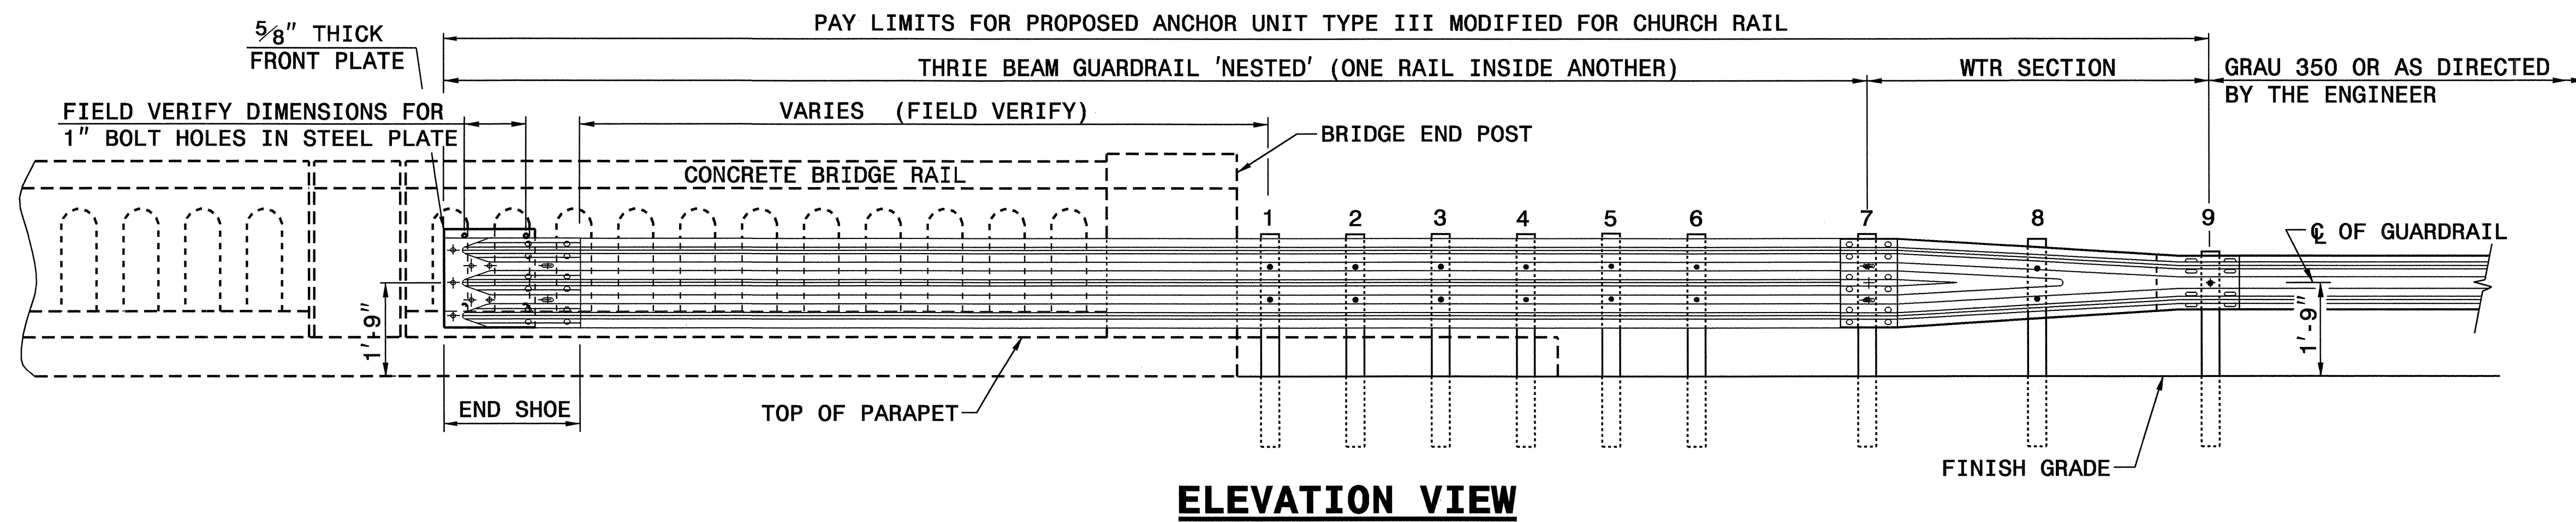 PAY LIMITS FOR PROPOSED ANCHOR UNIT TYPE III MODIFIED FOR CHURCH RAIL
5/8" THICK
FRONT PLATE
THRIE BEAM GUARDRAIL 'NESTED' (ONE RAIL INSIDE ANOTHER)
WTR SECTION
GRAU 350 OR AS DIRECTED
BY THE ENGINEER
FIELD VERIFY DIMENSIONS FOR
1" BOLT HOLES IN STEEL PLATE
VARIES (FIELD VERIFY)
BRIDGE END POST
CONCRETE BRIDGE RAIL
1 2 3 4 5 6 7 8 9
℄ OF GUARDRAIL
1'-9"
1'-9"
END SHOE
TOP OF PARAPET
FINISH GRADE
ELEVATION VIEW